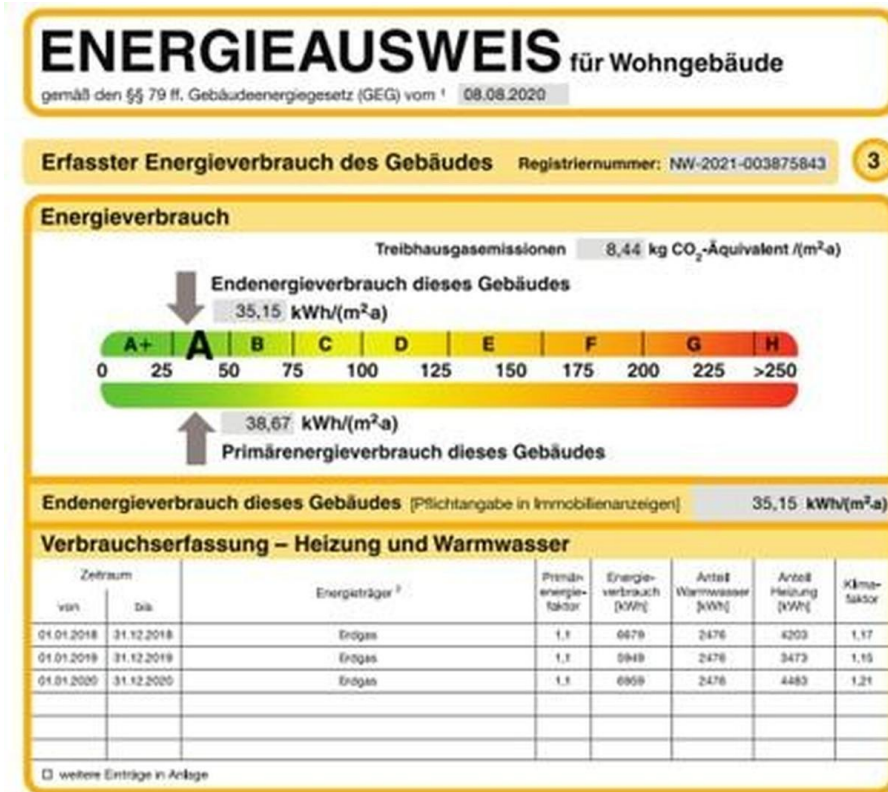 ENERGIEAUSWEIS für Wohngebäude
gemäß den §§ 79 ff. Gebäudeenergiegesetz (GEG) vom ¹ 08.08.2020
Erfasster Energieverbrauch des Gebäudes Registriernummer: NW-2021-003875843 3
Energieverbrauch
Treibhausgasemissionen 8,44 kg CO₂-Äquivalent /(m²·a)
Endenergieverbrauch dieses Gebäudes
35,15 kWh/(m²·a)
A+ A B C D E F G H
0 25 50 75 100 125 150 175 200 225 >250
38,67 kWh/(m²·a)
Primärenergieverbrauch dieses Gebäudes
Endenergieverbrauch dieses Gebäudes [Pflichtangabe in Immobilienanzeigen] 35,15 kWh/(m²·a)
Verbrauchserfassung – Heizung und Warmwasser
Zeitraum
von bis
Energieträger ²
Primär-
energie-
faktor
Energie-
verbrauch
[kWh]
Anteil
Warmwasser
[kWh]
Anteil
Heizung
[kWh]
Klima-
faktor
01.01.2018 31.12.2018 Erdgas 1,1 6679 2476 4203 1,17
01.01.2019 31.12.2019 Erdgas 1,1 5949 2476 3473 1,15
01.01.2020 31.12.2020 Erdgas 1,1 6959 2476 4483 1,21
weitere Einträge in Anlage